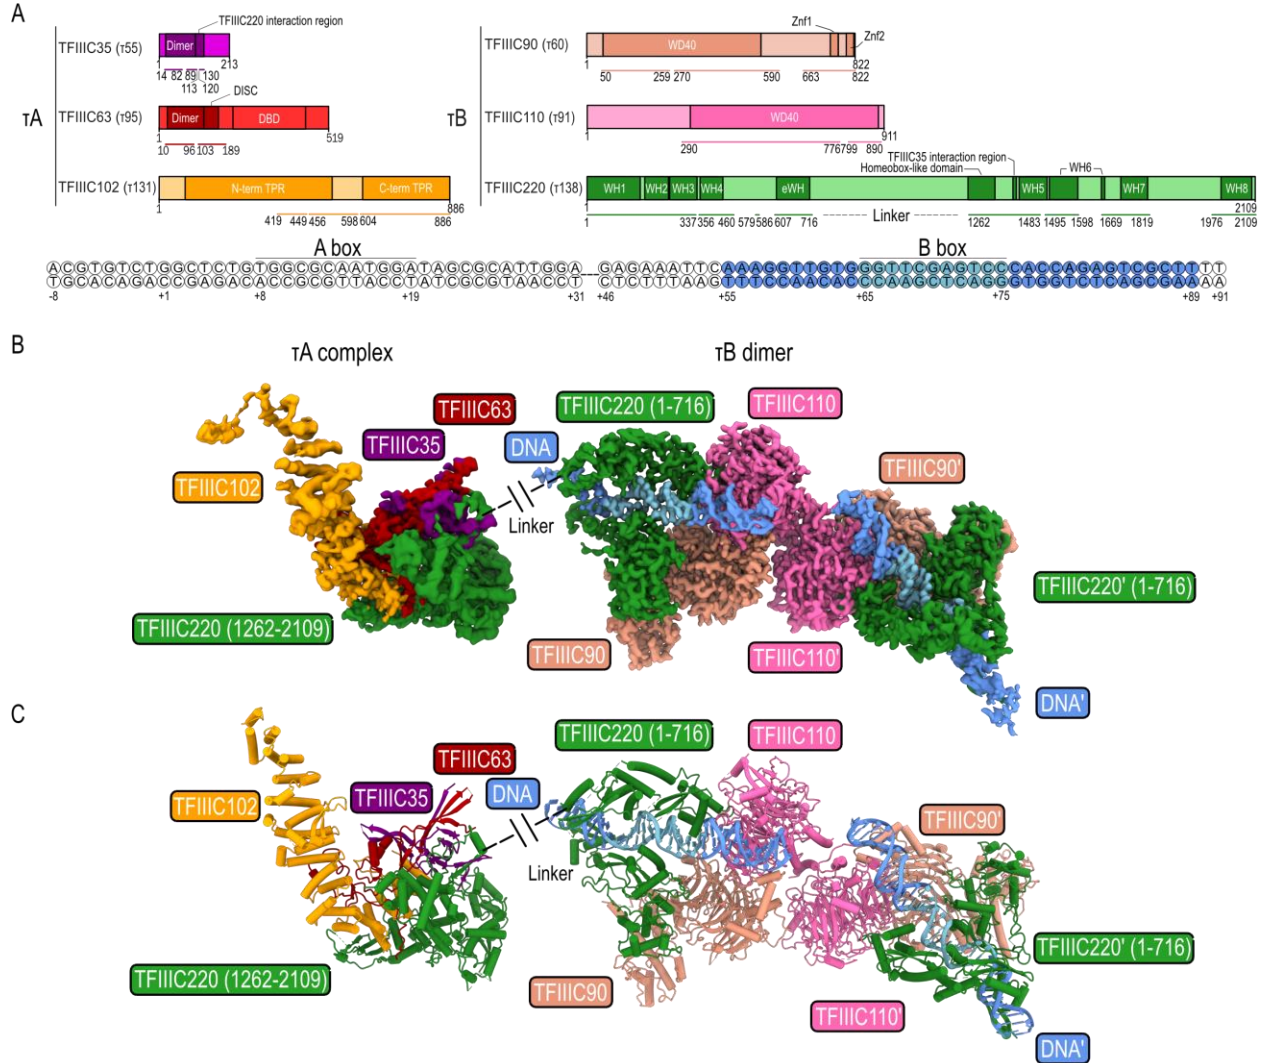 A
TFIIIC35 (τ55)
TFIIIC220 interaction region
Dimer
1 213
14 82 89 130
113 120
τA
TFIIIC63 (τ95)
DISC
Dimer DBD
1 519
10 96 103 189
TFIIIC102 (τ131)
N-term TPR C-term TPR
1 886
419 449 456 598 604 886
TFIIIC90 (τ60)
Znf1
Znf2
WD40
1 822
50 259 270 590 663 822
τB
TFIIIC110 (τ91)
WD40
1 911
290 776 799 890
TFIIIC220 (τ138)
TFIIIC35 interaction region
Homeobox-like domain
WH6
WH1 WH2 WH3 WH4 eWH WH5 WH7 WH8
1 2109
337 356 460 579 586 607 716 Linker 1262 1483 1495 1598 1669 1819 1976 2109
A box B box
ACGTGTCTGGCTCTGTGGCGCAATGGATAGCGCATTGGA GAGAAATTCAAAGGTTGTGGGTTCGAGTCCCACCAGAGTCGCTTTT
TGCACAGACCGAGACACCGCGTTACCTATCGCGTAACCT CTCTTTAAGTTTCCAACACCCAAGCTCAGGGTGGTCTCAGCGAAAA
-8 +1 +8 +19 +31 +46 +55 +65 +75 +89 +91
B
τA complex τB dimer
TFIIIC63
TFIIIC220 (1-716)
TFIIIC110
TFIIIC35
DNA
TFIIIC90'
TFIIIC102
Linker
TFIIIC220' (1-716)
TFIIIC220 (1262-2109)
TFIIIC90
TFIIIC110'
DNA'
C
TFIIIC220 (1-716)
TFIIIC110
TFIIIC63
TFIIIC35
DNA
TFIIIC102
TFIIIC90'
Linker
TFIIIC220' (1-716)
TFIIIC220 (1262-2109)
TFIIIC90
TFIIIC110'
DNA'